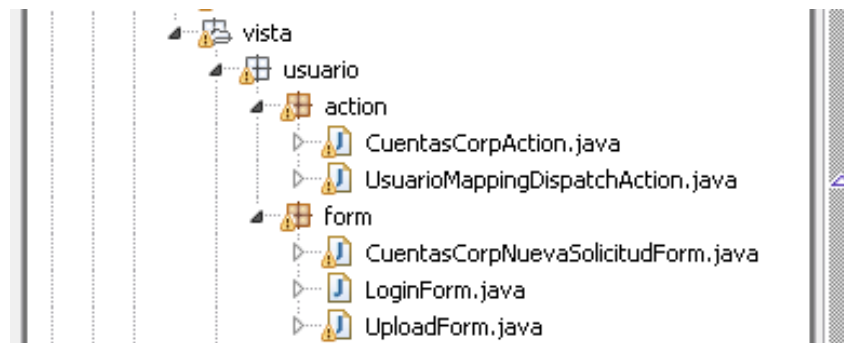 vista
usuario
action
CuentasCorpAction.java
UsuarioMappingDispatchAction.java
form
CuentasCorpNuevaSolicitudForm.java
LoginForm.java
UploadForm.java